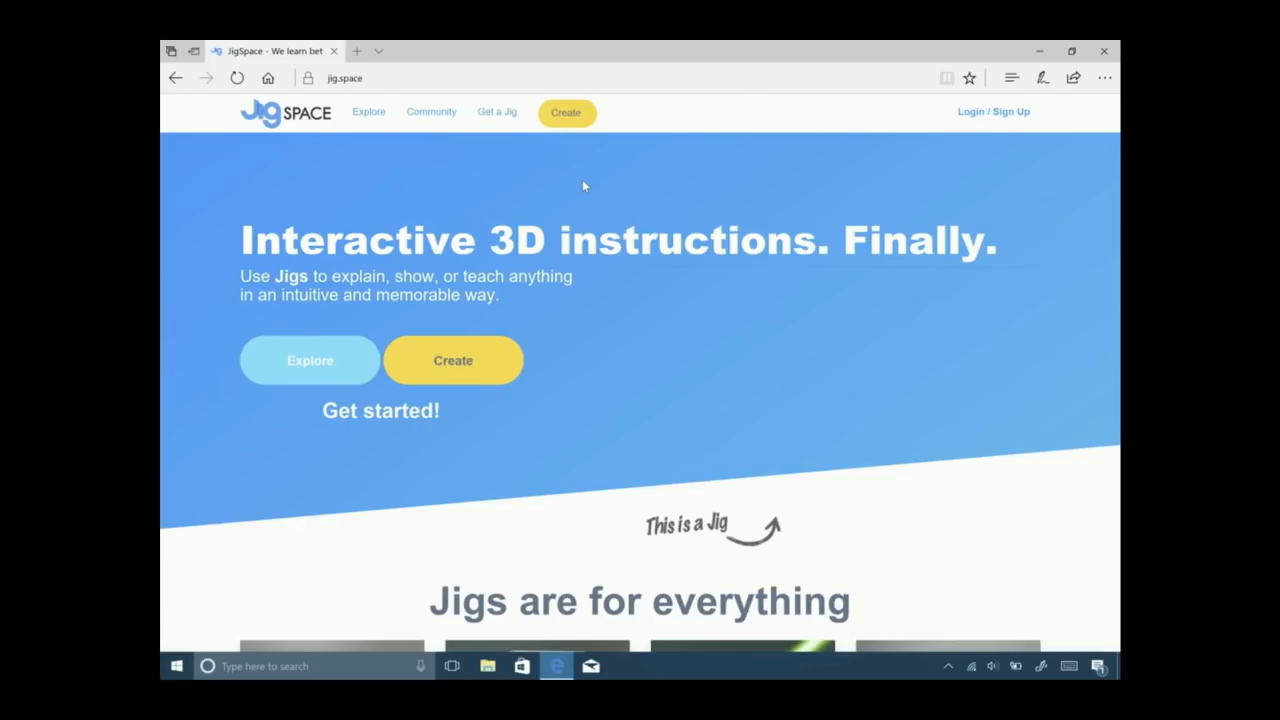 JigSpace - We learn bet
jig.space
Jig SPACE
Explore
Community
Get a Jig
Create
Login / Sign Up
Interactive 3D instructions. Finally.
Use Jigs to explain, show, or teach anything
in an intuitive and memorable way.
Explore
Create
Get started!
This is a Jig
Jigs are for everything
Type here to search